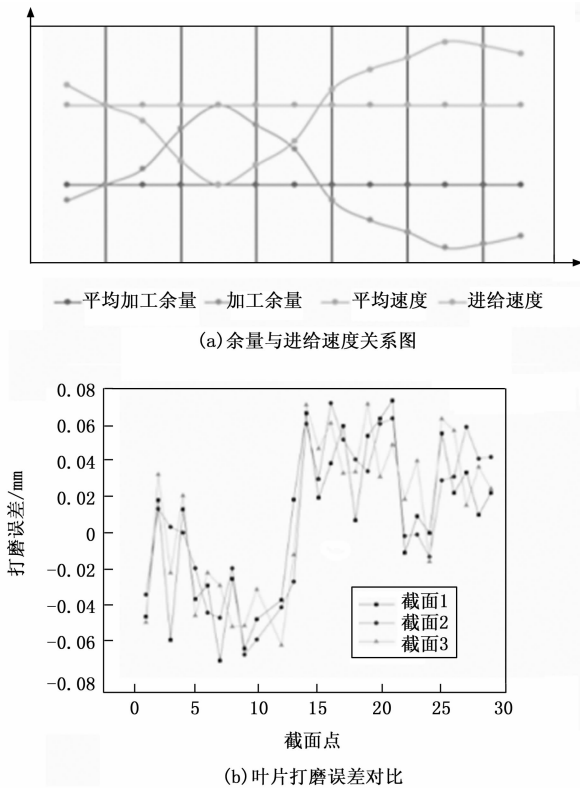 平均加工余量 加工余量 平均速度 进给速度
(a)余量与进给速度关系图
0.08
0.06
0.04
0.02
0
-0.02
-0.04
-0.06
-0.08
打磨误差/mm
截面1
截面2
截面3
0 5 10 15 20 25 30
截面点
(b)叶片打磨误差对比